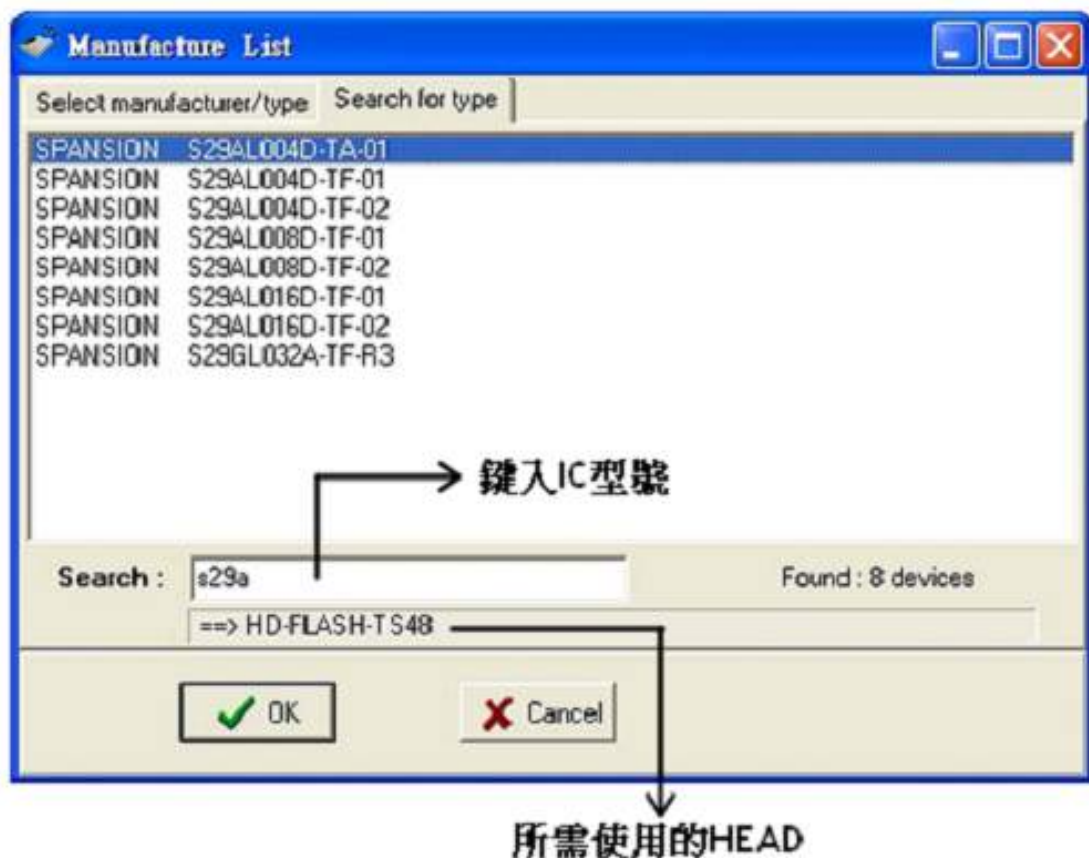 Manufacture List
Select manufacturer/type Search for type
SPANSION S29AL004D-TA-01
SPANSION S29AL004D-TF-01
SPANSION S29AL004D-TF-02
SPANSION S29AL008D-TF-01
SPANSION S29AL008D-TF-02
SPANSION S29AL016D-TF-01
SPANSION S29AL016D-TF-02
SPANSION S29GL032A-TF-R3
鍵入IC型號
Search : s29a Found : 8 devices
==> HD-FLASH-TS48
OK Cancel
所需使用的HEAD